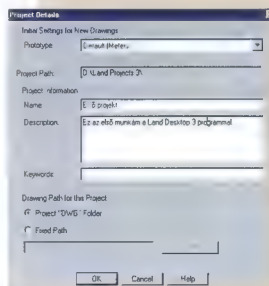 Project Details
Initial Settings for New Drawings
Prototype: Default (Meters)
Project Path: D:\Land Projects 3\
Project Information
Name: E ő projekt
Description: Ez az első munkám a Land Desktop 3 programmal.
Keywords:
Drawing Path for this Project
Project "DWG" Folder
Fixed Path
OK Cancel Help